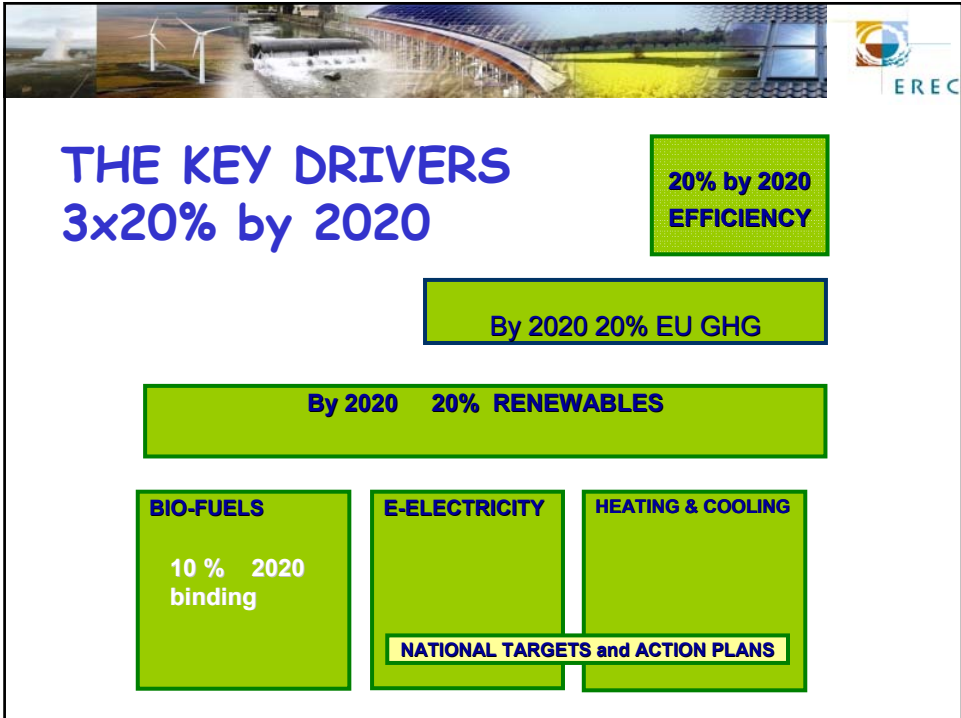 EREC
THE KEY DRIVERS
3x20% by 2020
20% by 2020
EFFICIENCY
By 2020 20% EU GHG
By 2020 20% RENEWABLES
BIO-FUELS
10 % 2020
binding
E-ELECTRICITY
HEATING & COOLING
NATIONAL TARGETS and ACTION PLANS